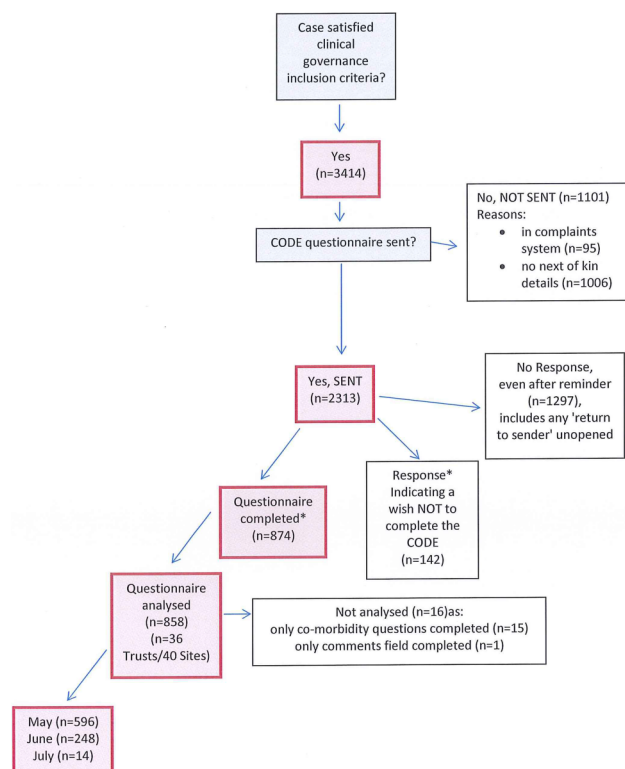 Case satisfied
clinical
governance
inclusion criteria?
Yes
(n=3414)
CODE questionnaire sent?
No, NOT SENT (n=1101)
Reasons:
• in complaints
system (n=95)
• no next of kin
details (n=1006)
Yes, SENT
(n=2313)
No Response,
even after reminder
(n=1297),
includes any 'return
to sender' unopened
Response*
Indicating a
wish NOT to
complete the
CODE
(n=142)
Questionnaire
completed*
(n=874)
Questionnaire
analysed
(n=858)
(n=36
Trusts/40 Sites)
Not analysed (n=16)as:
only co-morbidity questions completed (n=15)
only comments field completed (n=1)
May (n=596)
June (n=248)
July (n=14)